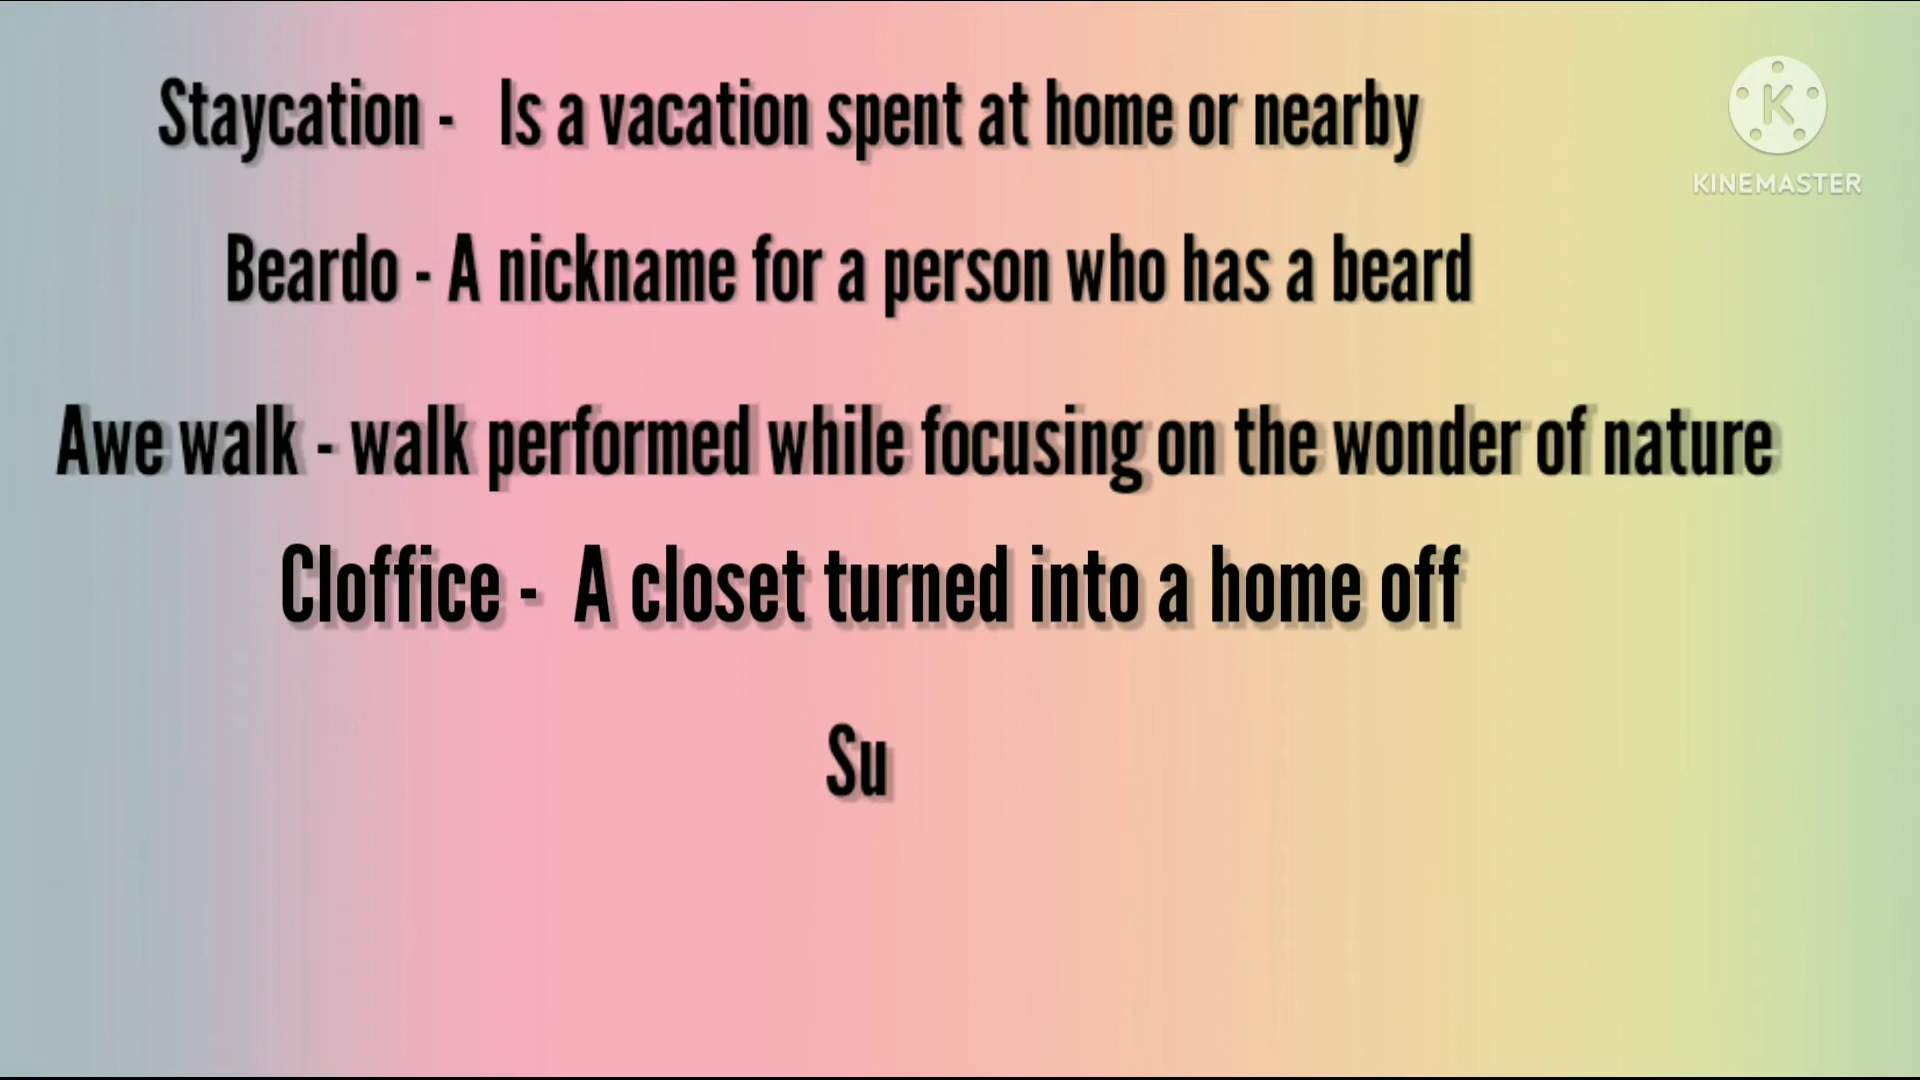 Staycation - Is a vacation spent at home or nearby
KINEMASTER
Beardo - A nickname for a person who has a beard
Awe walk - walk performed while focusing on the wonder of nature
Cloffice - A closet turned into a home off
Su